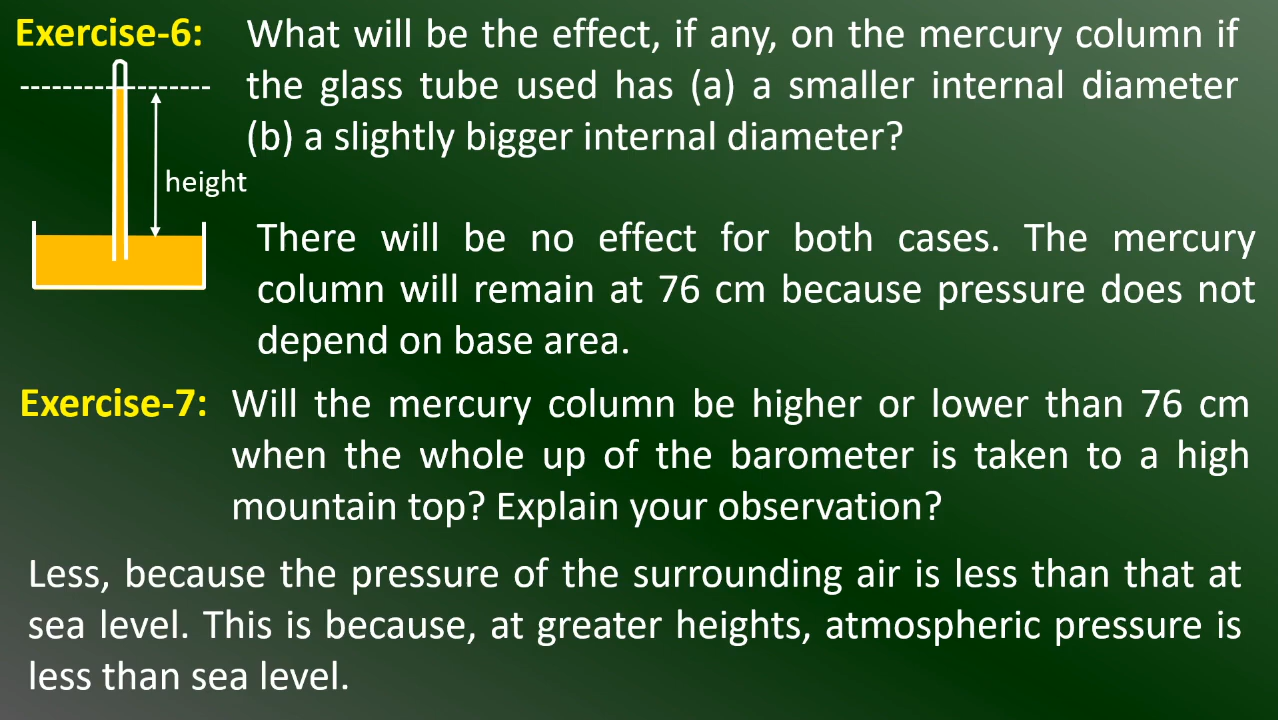 Exercise-6: What will be the effect, if any, on the mercury column if
the glass tube used has (a) a smaller internal diameter
(b) a slightly bigger internal diameter?
height
There will be no effect for both cases. The mercury
column will remain at 76 cm because pressure does not
depend on base area.
Exercise-7: Will the mercury column be higher or lower than 76 cm
when the whole up of the barometer is taken to a high
mountain top? Explain your observation?
Less, because the pressure of the surrounding air is less than that at
sea level. This is because, at greater heights, atmospheric pressure is
less than sea level.